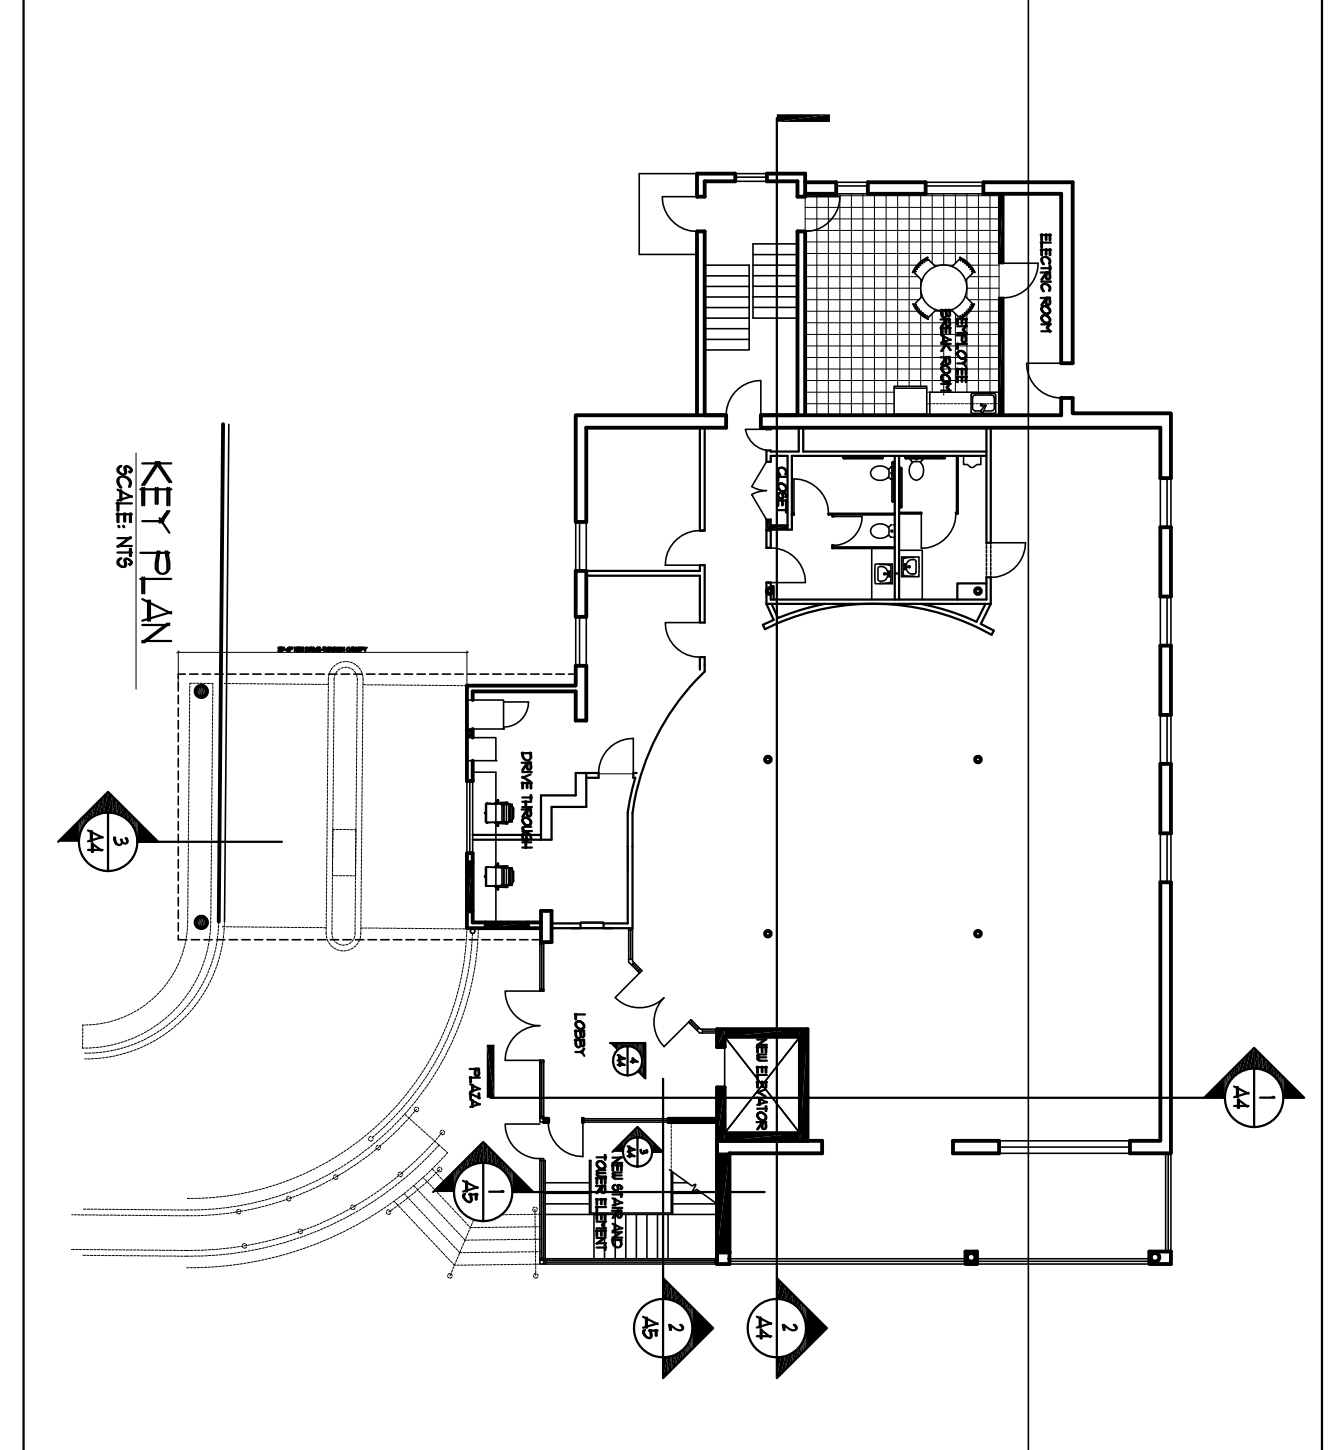 KEY PLAN
SCALE: NTS
ELECTRIC ROOM
EMPLOYEE
BREAK ROOM
CLOSET
DRIVE THROUGH
LOBBY
PLAZA
NEW ELEVATOR
NEW STAIR AND
TOWER ELEMENT
3
A4
4
A4
3
A4
1
A4
1
A5
2
A5
2
A4